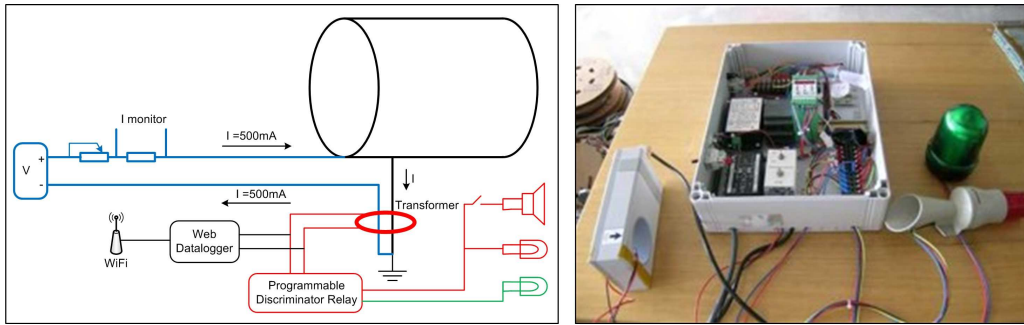 I monitor
I =500mA
V
+
-
I
I =500mA
Transformer
Web
Datalogger
WiFi
Programmable
Discriminator Relay